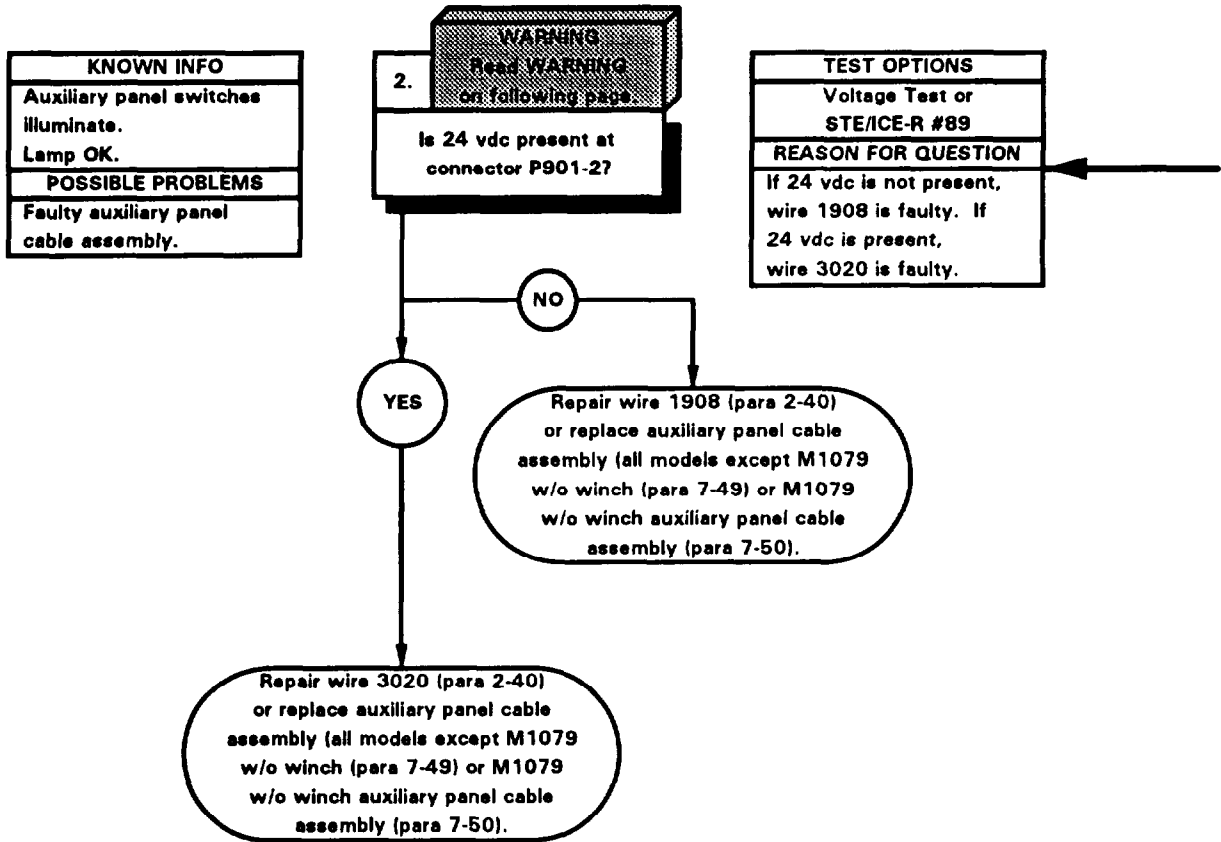 KNOWN INFO
Auxiliary panel switches
illuminate.
Lamp OK.
POSSIBLE PROBLEMS
Faulty auxiliary panel
cable assembly.
2.
WARNING
Read WARNING
on following page.
Is 24 vdc present at
connector P901-2?
TEST OPTIONS
Voltage Test or
STE/ICE-R #89
REASON FOR QUESTION
If 24 vdc is not present,
wire 1908 is faulty. If
24 vdc is present,
wire 3020 is faulty.
NO
YES
Repair wire 1908 (para 2-40)
or replace auxiliary panel cable
assembly (all models except M1079
w/o winch (para 7-49) or M1079
w/o winch auxiliary panel cable
assembly (para 7-50).
Repair wire 3020 (para 2-40)
or replace auxiliary panel cable
assembly (all models except M1079
w/o winch (para 7-49) or M1079
w/o winch auxiliary panel cable
assembly (para 7-50).